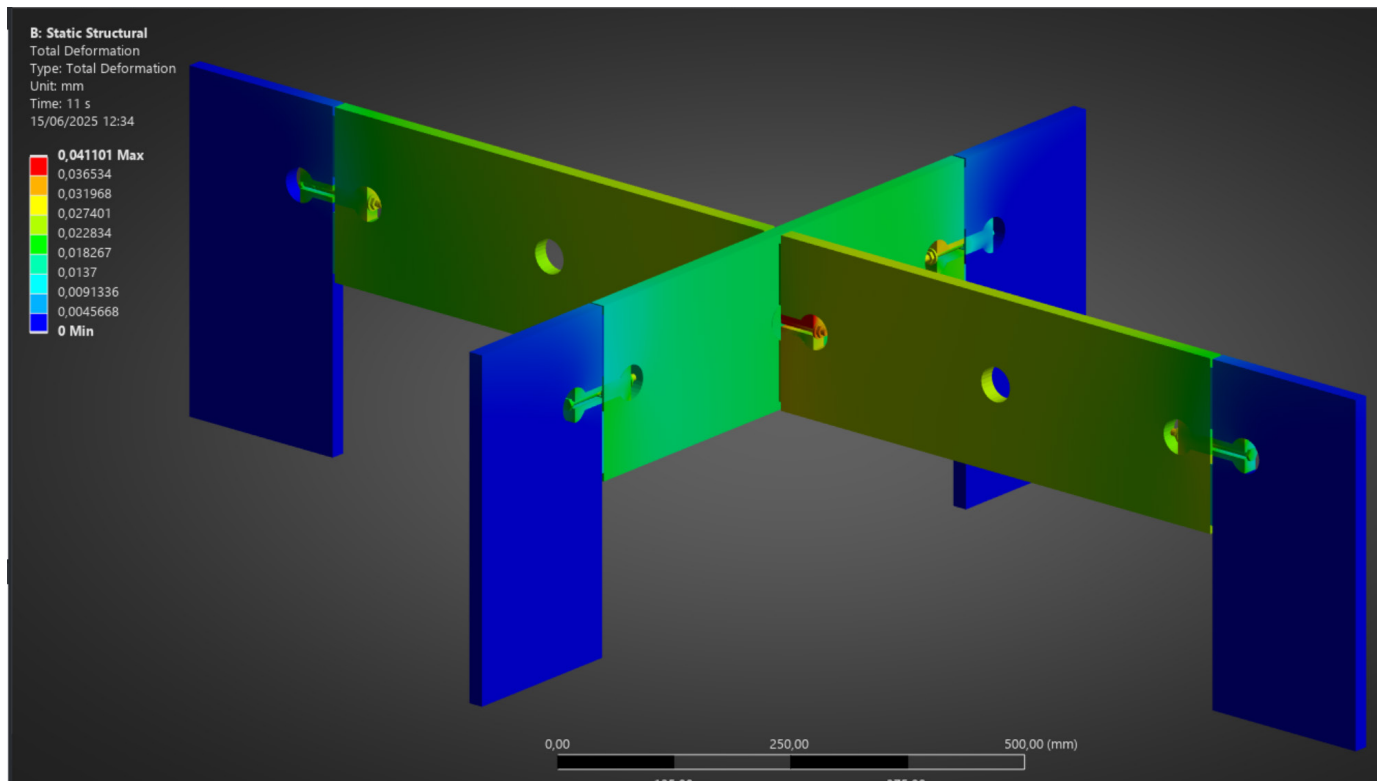 B: Static Structural
Total Deformation
Type: Total Deformation
Unit: mm
Time: 11 s
15/06/2025 12:34
0,041101 Max
0,036534
0,031968
0,027401
0,022834
0,018267
0,0137
0,0091336
0,0045668
0 Min
0,00 250,00 500,00 (mm)